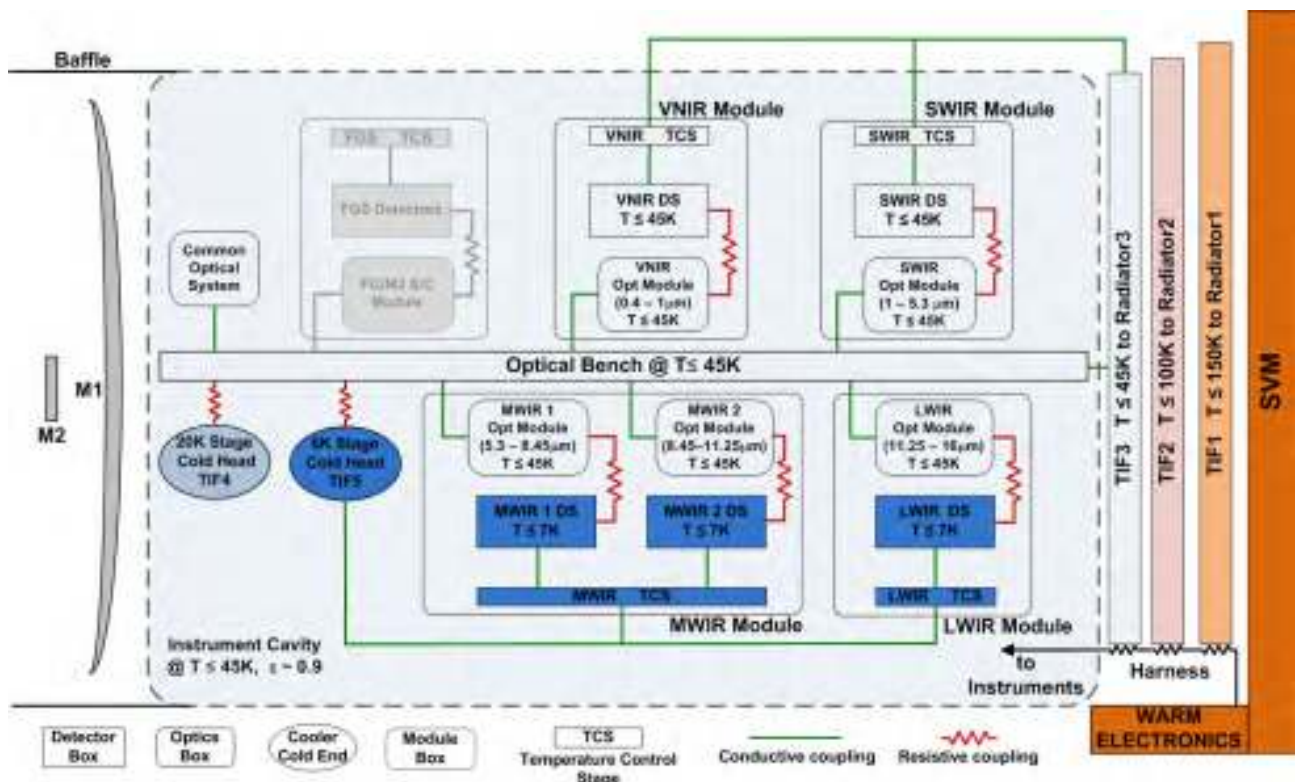 Baffle
VNIR Module
SWIR Module
FGS TCS
VNIR TCS
SWIR TCS
FGS Detectors
VNIR DS
T ≤ 45K
SWIR DS
T ≤ 45K
Common
Optical
System
Module
VNIR
Opt Module
(0.4 – 1μm)
T ≤ 45K
SWIR
Opt Module
(1 – 5.3 μm)
T ≤ 45K
Optical Bench @ T≤ 45K
M1
M2
20K Stage
Cold Head
TIF4
Stage
Cold Head
TIF5
MWIR 1
Opt Module
(5.3 – 8.45μm)
T ≤ 45K
MWIR 2
Opt Module
(8.45–11.25μm)
T ≤ 45K
LWIR
Opt Module
(11.25 – 16μm)
T ≤ 45K
MWIR 1 DS
T ≤ 7K
MWIR 2 DS
T ≤ 7K
LWIR DS
T ≤ 7K
MWIR TCS
LWIR TCS
MWIR Module
LWIR Module
Instrument Cavity
@ T ≤ 45K, ε ~ 0.9
TIF3 T ≤ 45K to Radiator3
TIF2 T ≤ 100K to Radiator2
TIF1 T ≤ 150K to Radiator1
SVM
to
Instruments
Harness
WARM
ELECTRONICS
Detector
Box
Optics
Box
Cooler
Cold End
Module
Box
TCS
Temperature Control
Stage
Conductive coupling
Resistive coupling